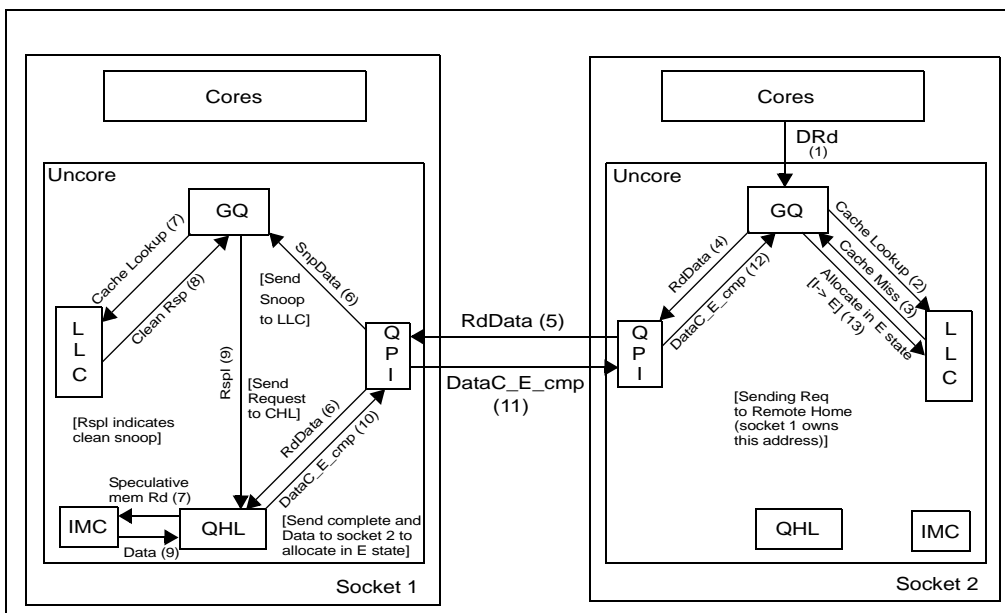 Cores
Uncore
GQ
Cache Lookup (7)
Clean Rsp (8)
SnpData (6)
[Send
Snoop
to LLC]
L
L
C
Q
P
I
RspI (9)
[Send
Request
to CHL]
RdData (6)
DataC_E_cmp (10)
[RspI indicates
clean snoop]
Speculative
mem Rd (7)
IMC
QHL
Data (9)
[Send complete and
Data to socket 2 to
allocate in E state]
Socket 1
RdData (5)
DataC_E_cmp
(11)
Cores
DRd
(1)
Uncore
GQ
RdData (4)
DataC_E_cmp (12)
Cache Lookup (2)
Cache Miss (3)
Allocate in E state
[I-> E] (13)
Q
P
I
L
L
C
[Sending Req
to Remote Home
(socket 1 owns
this address)]
QHL
IMC
Socket 2